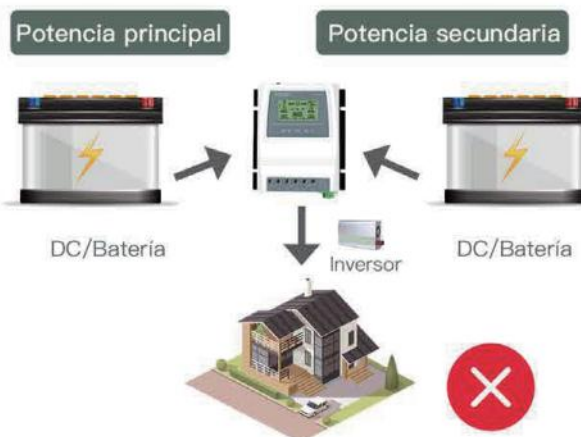 Potencia principal
Potencia secundaria
DC/Batería
DC/Batería
Inversor